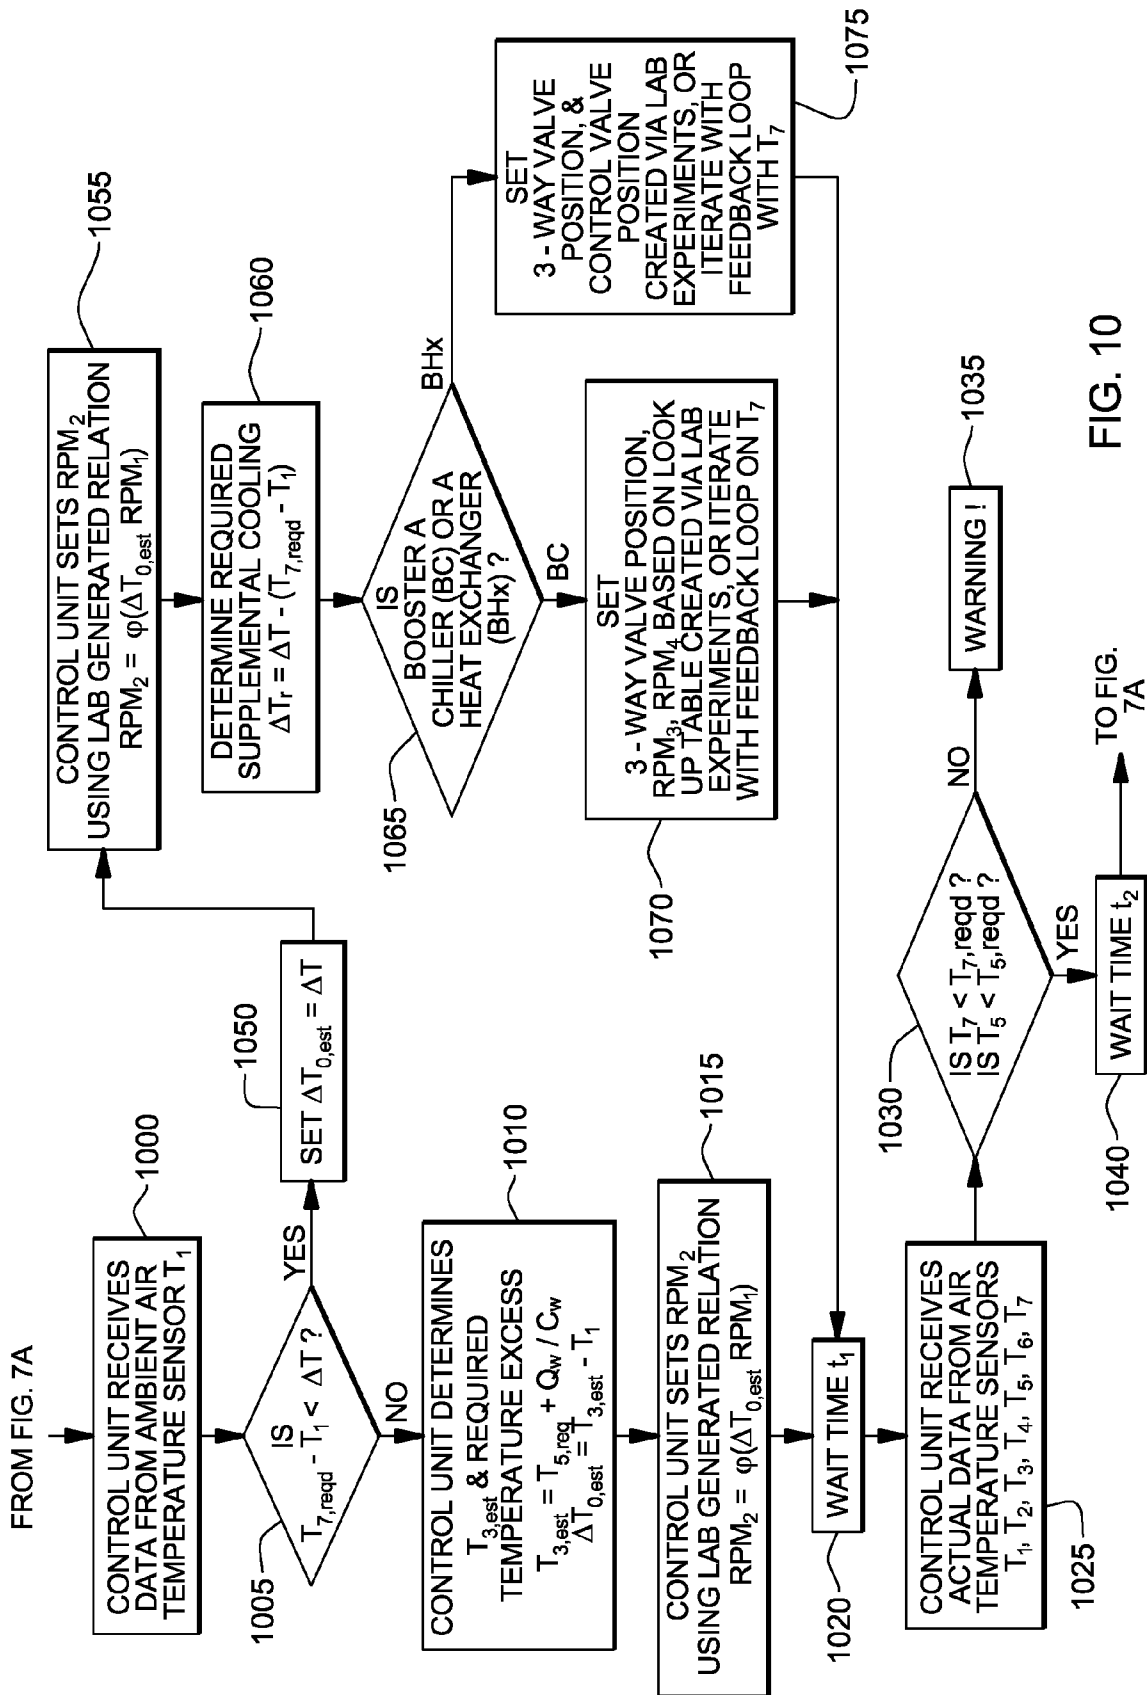 FROM FIG. 7A
CONTROL UNIT RECEIVES
DATA FROM AMBIENT AIR
TEMPERATURE SENSOR T1
1000
IS
T7,reqd - T1 < ΔT ?
1005
YES
NO
SET ΔT0,est = ΔT
1050
CONTROL UNIT DETERMINES
T3,est & REQUIRED
TEMPERATURE EXCESS
T3,est = T5,req + Qw / Cw
ΔT0,est = T3,est - T1
1010
CONTROL UNIT SETS RPM2
USING LAB GENERATED RELATION
RPM2 = φ(ΔT0,est RPM1)
1015
WAIT TIME t1
1020
CONTROL UNIT RECEIVES
ACTUAL DATA FROM AIR
TEMPERATURE SENSORS
T1, T2, T3, T4, T5, T6, T7
1025
CONTROL UNIT SETS RPM2
USING LAB GENERATED RELATION
RPM2 = φ(ΔT0,est RPM1)
1055
DETERMINE REQUIRED
SUPPLEMENTAL COOLING
ΔTr = ΔT - (T7,reqd - T1)
1060
IS
BOOSTER A
CHILLER (BC) OR A
HEAT EXCHANGER
(BHx) ?
1065
BHx
BC
SET
3 - WAY VALVE POSITION,
RPM3, RPM4 BASED ON LOOK
UP TABLE CREATED VIA LAB
EXPERIMENTS, OR ITERATE
WITH FEEDBACK LOOP ON T7
1070
SET
3 - WAY VALVE
POSITION, &
CONTROL VALVE
POSITION
CREATED VIA LAB
EXPERIMENTS, OR
ITERATE WITH
FEEDBACK LOOP
WITH T7
1075
IS T7 < T7,reqd ?
IS T5 < T5,reqd ?
1030
NO
WARNING !
1035
YES
WAIT TIME t2
1040
TO FIG.
7A
FIG. 10